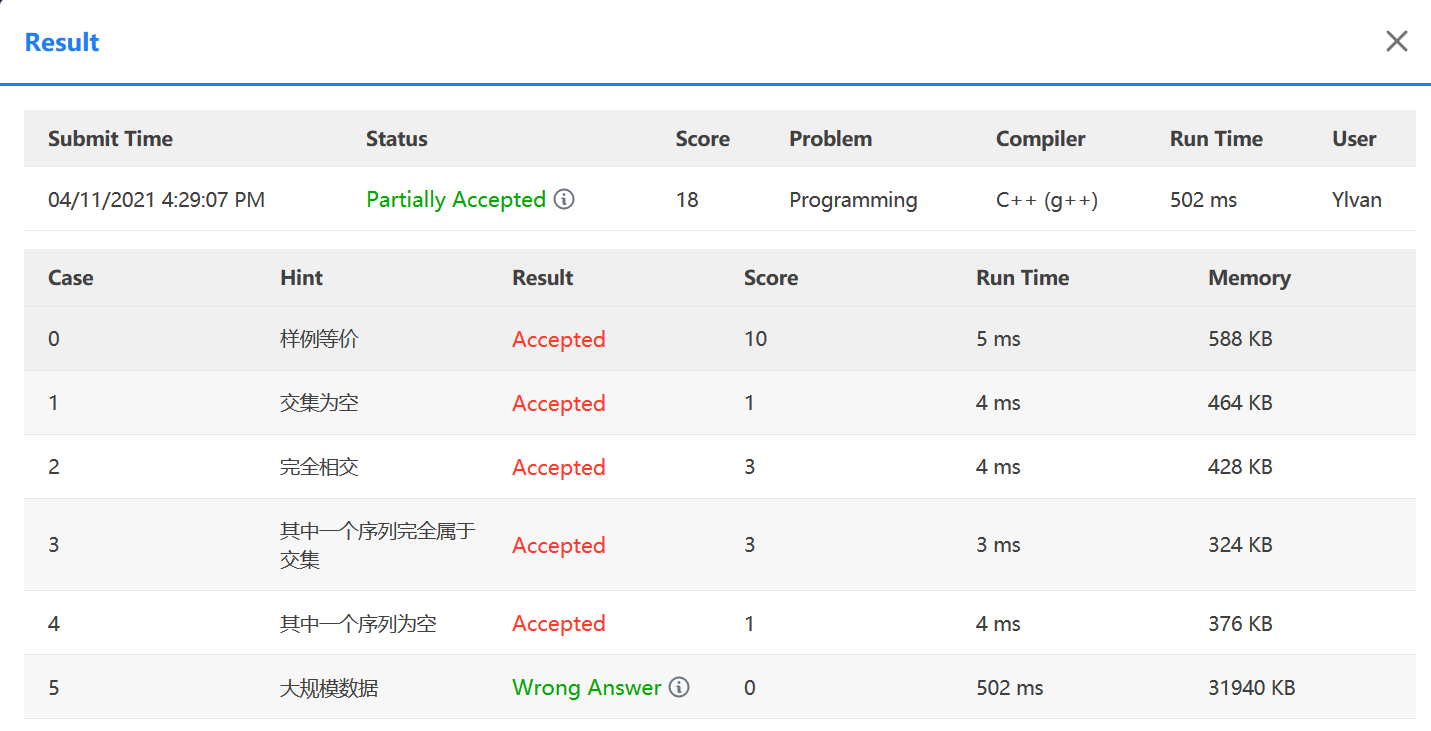 Result
Submit Time Status Score Problem Compiler Run Time User
04/11/2021 4:29:07 PM Partially Accepted 18 Programming C++ (g++) 502 ms Ylvan
Case Hint Result Score Run Time Memory
0 样例等价 Accepted 10 5 ms 588 KB
1 交集为空 Accepted 1 4 ms 464 KB
2 完全相交 Accepted 3 4 ms 428 KB
3 其中一个序列完全属于 Accepted 3 3 ms 324 KB
交集
4 其中一个序列为空 Accepted 1 4 ms 376 KB
5 大规模数据 Wrong Answer 0 502 ms 31940 KB